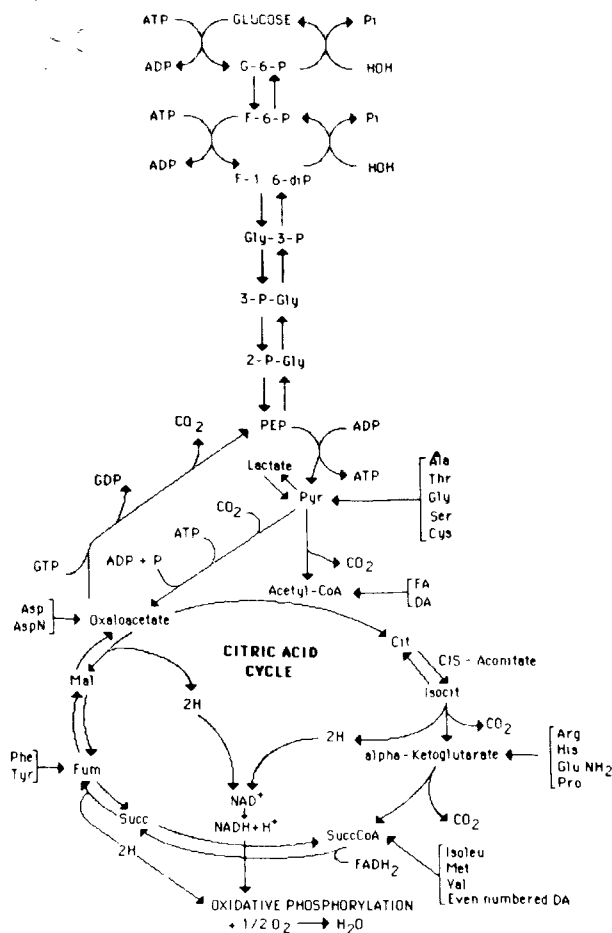 ATP GLUCOSE Pi
ADP G-6-P HOH
ATP F-6-P Pi
ADP F-1 6-diP HOH
Gly-3-P
3-P-Gly
2-P-Gly
CO2 PEP ADP
Lactate ATP
GDP Pyr
Ala
Thr
Gly
Ser
Cys
CO2
ATP
ADP + P
GTP
CO2
Acetyl-CoA
FA
DA
Asp
AspN
Oxaloacetate
CITRIC ACID
CYCLE
Cit
CIS - Aconitate
Isocit
Mal
2H
2H
CO2
alpha-Ketoglutarate
Arg
His
Glu NH2
Pro
Phe
Tyr
Fum
NAD+
NADH + H+
Succ
SuccCoA
CO2
2H
FADH2
Isoleu
Met
Val
Even numbered DA
OXIDATIVE PHOSPHORYLATION
+ 1/2 O2 H2O